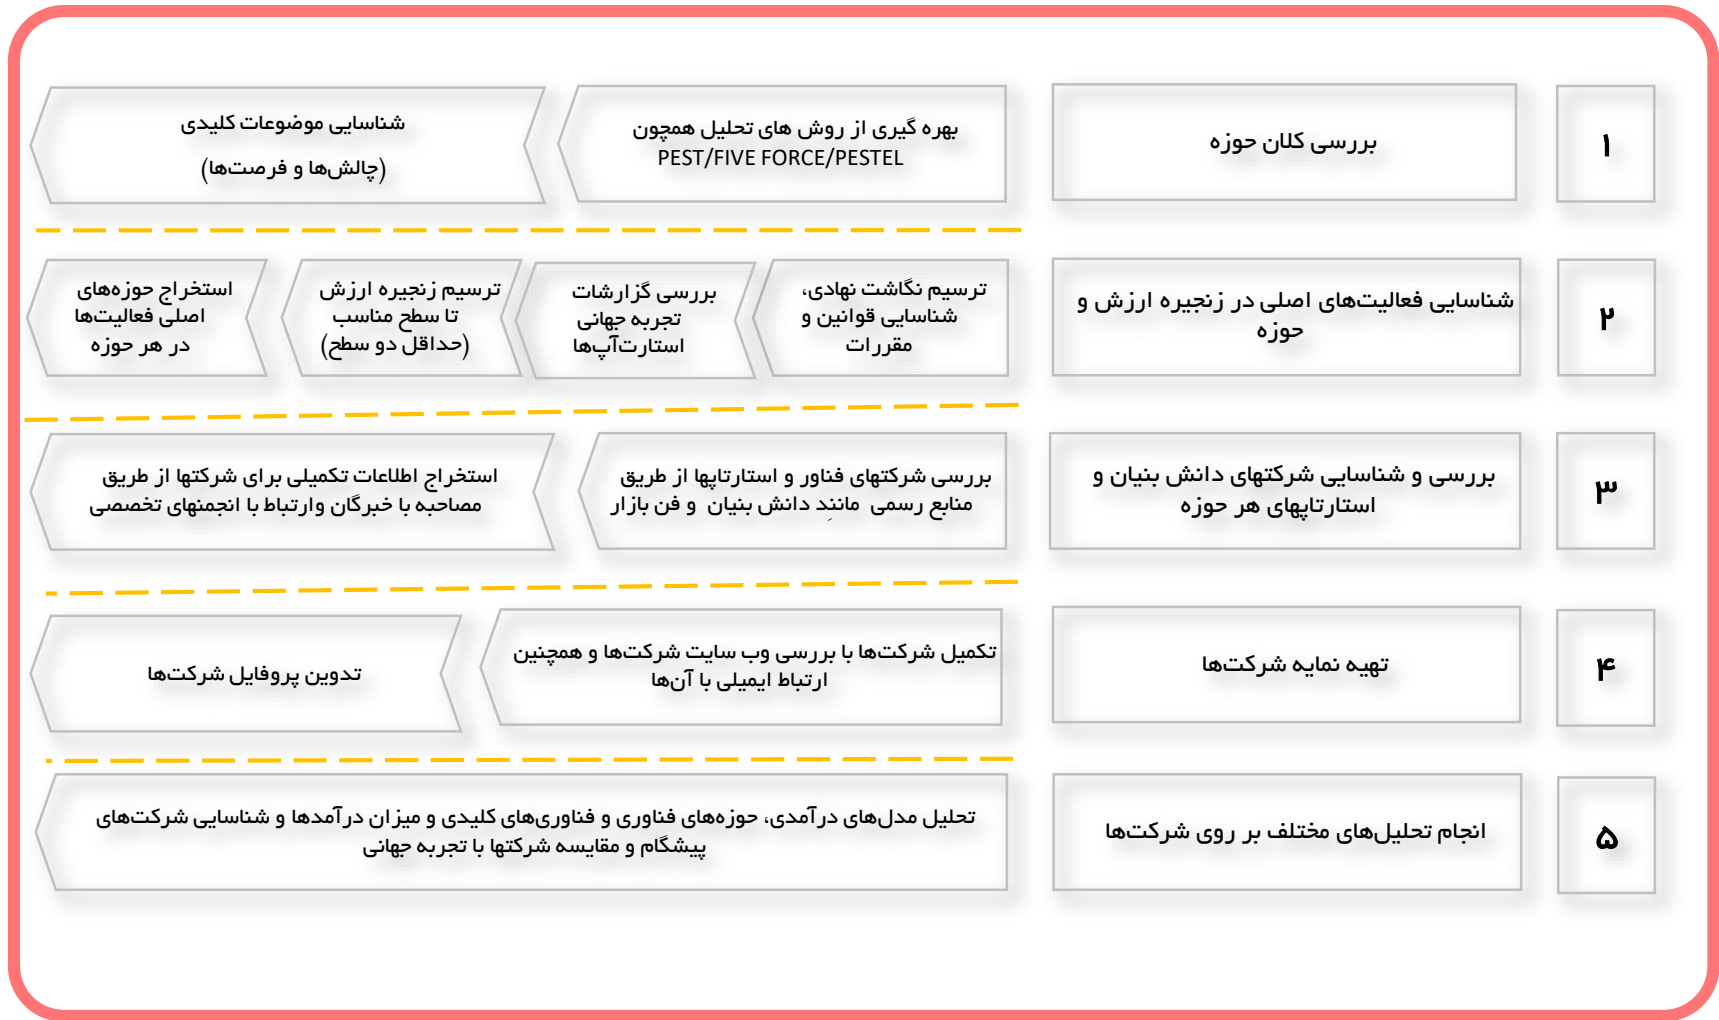 ۱
بررسی کلان حوزه
بهره گیری از روش های تحلیل همچون
PEST/FIVE FORCE/PESTEL
شناسایی موضوعات کلیدی
(چالش‌ها و فرصت‌ها)
۲
شناسایی فعالیت‌های اصلی در زنجیره ارزش و
حوزه
ترسیم نگاشت نهادی،
شناسایی قوانین و
مقررات
بررسی گزارشات
تجربه جهانی
استارت‌آپ‌ها
ترسیم زنجیره ارزش
تا سطح مناسب
(حداقل دو سطح)
استخراج حوزه‌های
اصلی فعالیت‌ها
در هر حوزه
۳
بررسی و شناسایی شرکتهای دانش بنیان و
استارتاپهای هر حوزه
بررسی شرکتهای فناور و استارتاپها از طریق
منابع رسمی مانندِ دانش بنیان و فن بازار
استخراج اطلاعات تکمیلی برای شرکتها از طریق
مصاحبه با خبرگان وارتباط با انجمنهای تخصصی
۴
تهیه نمایه شرکت‌ها
تکمیل شرکت‌ها با بررسی وب سایت شرکت‌ها و همچنین
ارتباط ایمیلی با آن‌ها
تدوین پروفایل شرکت‌ها
۵
انجام تحلیل‌های مختلف بر روی شرکت‌ها
تحلیل مدل‌های درآمدی، حوزه‌های فناوری و فناوری‌های کلیدی و میزان درآمدها و شناسایی شرکت‌های
پیشگام و مقایسه شرکتها با تجربه جهانی